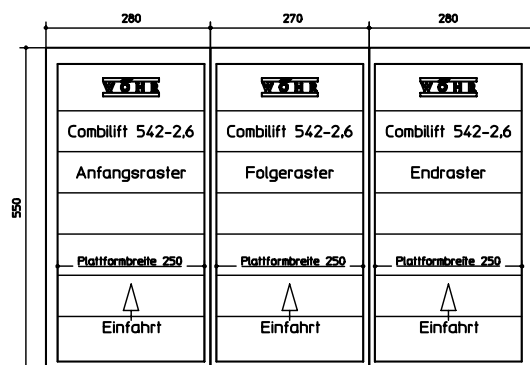 280 270 280
WÖHR WÖHR WÖHR
Combilift 542-2,6 Combilift 542-2,6 Combilift 542-2,6
Anfangsraster Folgeraster Endraster
550
Plattformbreite 250 Plattformbreite 250 Plattformbreite 250
Einfahrt Einfahrt Einfahrt